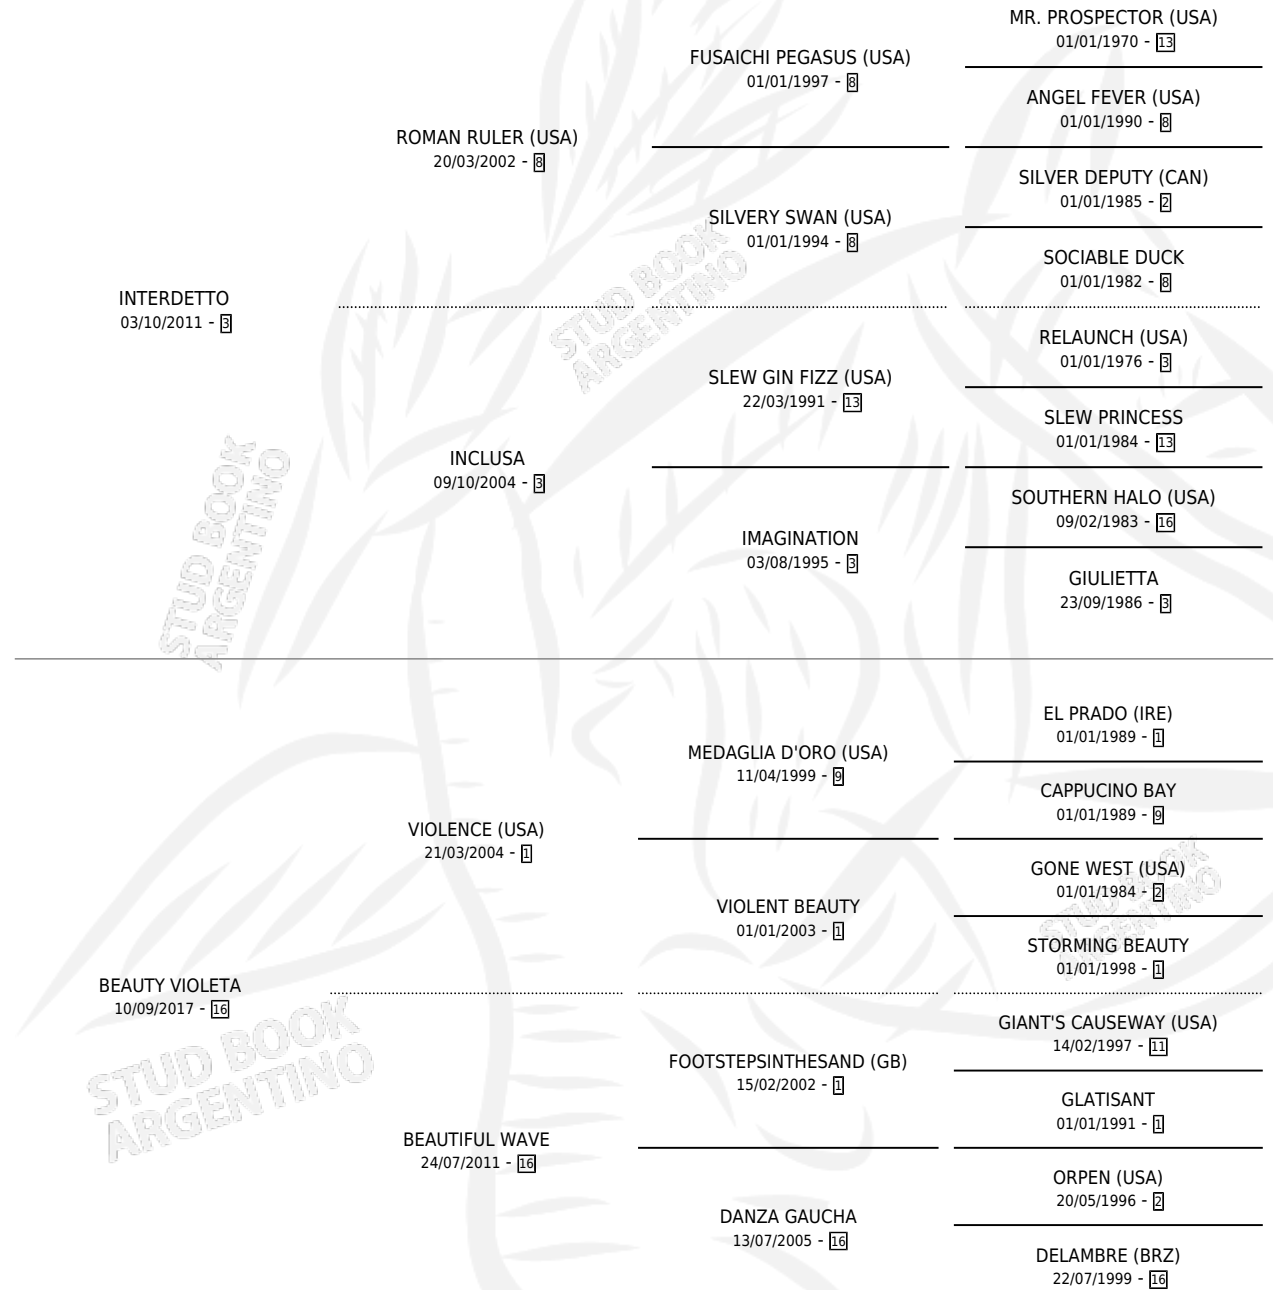 MR. PROSPECTOR (USA)
01/01/1970 - 13
FUSAICHI PEGASUS (USA)
01/01/1997 - 8
ANGEL FEVER (USA)
01/01/1990 - 8
ROMAN RULER (USA)
20/03/2002 - 8
SILVER DEPUTY (CAN)
01/01/1985 - 2
SILVERY SWAN (USA)
01/01/1994 - 8
SOCIABLE DUCK
01/01/1982 - 8
STUD BOOK
ARGENTINO
INTERDETTO
03/10/2011 - 3
RELAUNCH (USA)
01/01/1976 - 3
SLEW GIN FIZZ (USA)
22/03/1991 - 13
SLEW PRINCESS
01/01/1984 - 13
INCLUSA
09/10/2004 - 3
SOUTHERN HALO (USA)
09/02/1983 - 16
IMAGINATION
03/08/1995 - 3
GIULIETTA
23/09/1986 - 3
STUD BOOK
ARGENTINO
EL PRADO (IRE)
01/01/1989 - 1
MEDAGLIA D'ORO (USA)
11/04/1999 - 9
CAPPUCINO BAY
01/01/1989 - 9
VIOLENCE (USA)
21/03/2004 - 1
GONE WEST (USA)
01/01/1984 - 2
VIOLENT BEAUTY
01/01/2003 - 1
STORMING BEAUTY
01/01/1998 - 1
STUD BOOK
ARGENTINO
BEAUTY VIOLETA
10/09/2017 - 16
GIANT'S CAUSEWAY (USA)
14/02/1997 - 11
FOOTSTEPSINTHESAND (GB)
15/02/2002 - 1
GLATISANT
01/01/1991 - 1
STUD BOOK
ARGENTINO
BEAUTIFUL WAVE
24/07/2011 - 16
ORPEN (USA)
20/05/1996 - 2
DANZA GAUCHA
13/07/2005 - 16
DELAMBRE (BRZ)
22/07/1999 - 16